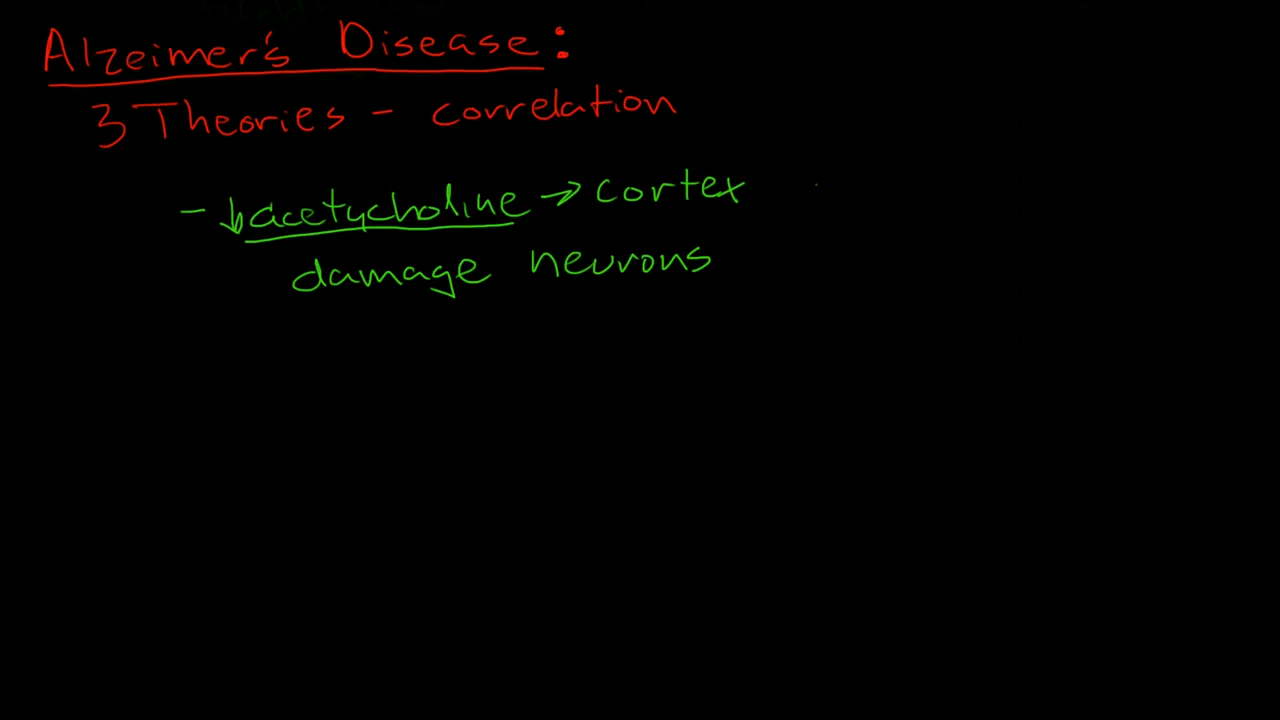 Alzeimer's Disease:
3 Theories - correlation
- ↓acetycholine → cortex
damage neurons